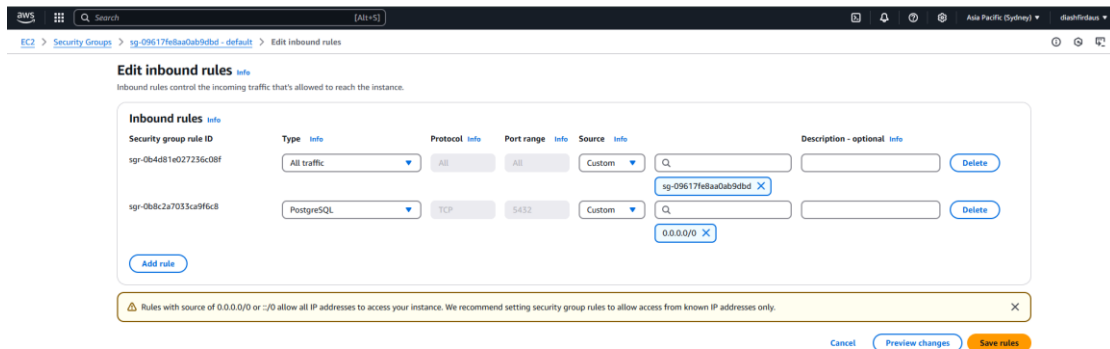 aws Search [Alt+S] Asia Pacific (Sydney) diashfirdaus
EC2 > Security Groups > sg-09617fe8aa0ab9dbd - default > Edit inbound rules
Edit inbound rules Info
Inbound rules control the incoming traffic that's allowed to reach the instance.
Inbound rules Info
Security group rule ID Type Info Protocol Info Port range Info Source Info Description - optional Info
sgr-0b4d81e027236c08f All traffic All All Custom Delete
sg-09617fe8aa0ab9dbd
sgr-0b8c2a7033ca9f6c8 PostgreSQL TCP 5432 Custom Delete
0.0.0.0/0
Add rule
Rules with source of 0.0.0.0/0 or ::/0 allow all IP addresses to access your instance. We recommend setting security group rules to allow access from known IP addresses only.
Cancel Preview changes Save rules